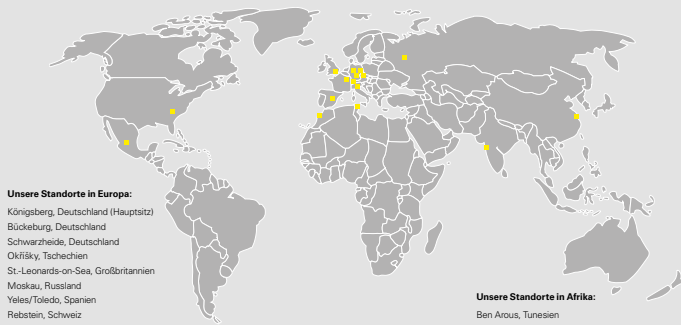 Unsere Standorte in Europa:
Königsberg, Deutschland (Hauptsitz)
Bückeburg, Deutschland
Schwarzheide, Deutschland
Okříšky, Tschechien
St.-Leonards-on-Sea, Großbritannien
Moskau, Russland
Yeles/Toledo, Spanien
Rebstein, Schweiz
Unsere Standorte in Afrika:
Ben Arous, Tunesien